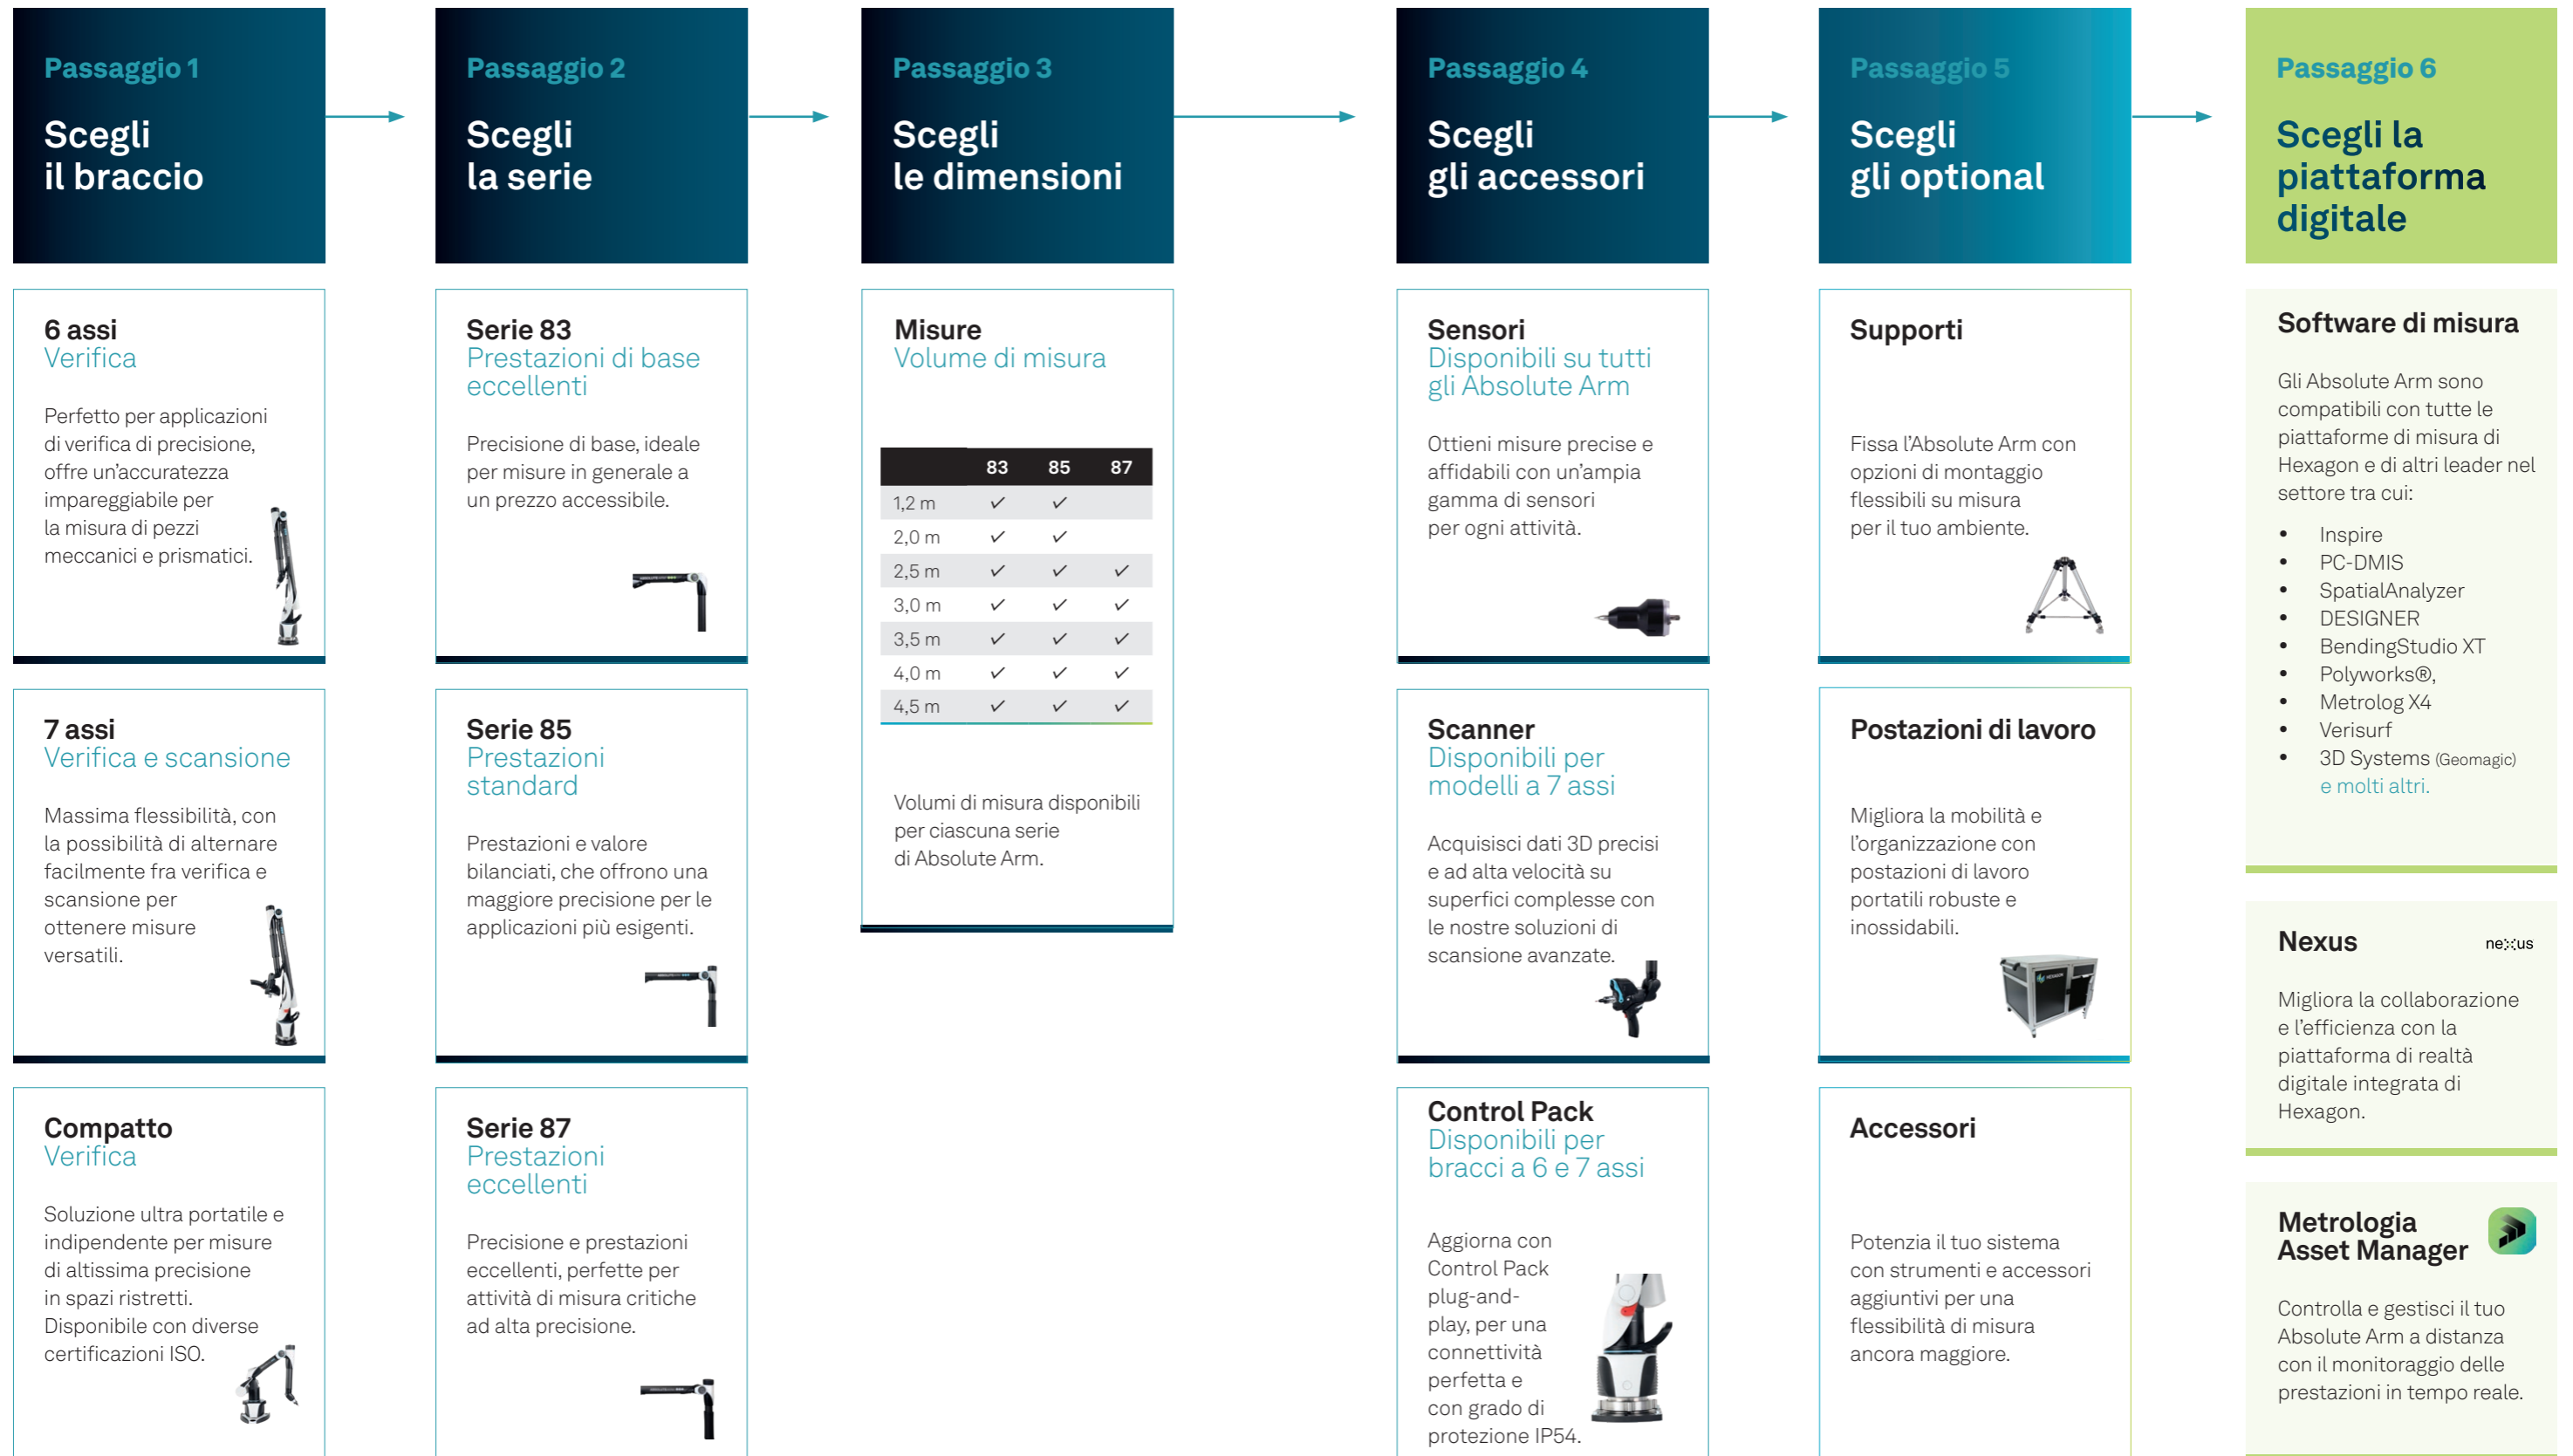 Passaggio 1
Scegli
il braccio
6 assi
Verifica
Perfetto per applicazioni
di verifica di precisione,
offre un'accuratezza
impareggiabile per
la misura di pezzi
meccanici e prismatici.
7 assi
Verifica e scansione
Massima flessibilità, con
la possibilità di alternare
facilmente fra verifica e
scansione per
ottenere misure
versatili.
Compatto
Verifica
Soluzione ultra portatile e
indipendente per misure
di altissima precisione
in spazi ristretti.
Disponibile con diverse
certificazioni ISO.
Passaggio 2
Scegli
la serie
Serie 83
Prestazioni di base
eccellenti
Precisione di base, ideale
per misure in generale a
un prezzo accessibile.
Serie 85
Prestazioni
standard
Prestazioni e valore
bilanciati, che offrono una
maggiore precisione per le
applicazioni più esigenti.
Serie 87
Prestazioni
eccellenti
Precisione e prestazioni
eccellenti, perfette per
attività di misura critiche
ad alta precisione.
Passaggio 3
Scegli
le dimensioni
Misure
Volume di misura
83 85 87
1,2 m ✓ ✓
2,0 m ✓ ✓
2,5 m ✓ ✓ ✓
3,0 m ✓ ✓ ✓
3,5 m ✓ ✓ ✓
4,0 m ✓ ✓ ✓
4,5 m ✓ ✓ ✓
Volumi di misura disponibili
per ciascuna serie
di Absolute Arm.
Passaggio 4
Scegli
gli accessori
Sensori
Disponibili su tutti
gli Absolute Arm
Ottieni misure precise e
affidabili con un'ampia
gamma di sensori
per ogni attività.
Scanner
Disponibili per
modelli a 7 assi
Acquisisci dati 3D precisi
e ad alta velocità su
superfici complesse con
le nostre soluzioni di
scansione avanzate.
Control Pack
Disponibili per
bracci a 6 e 7 assi
Aggiorna con
Control Pack
plug-and-
play, per una
connettività
perfetta e
con grado di
protezione IP54.
Passaggio 5
Scegli
gli optional
Supporti
Fissa l'Absolute Arm con
opzioni di montaggio
flessibili su misura
per il tuo ambiente.
Postazioni di lavoro
Migliora la mobilità e
l'organizzazione con
postazioni di lavoro
portatili robuste e
inossidabili.
HEXAGON
Accessori
Potenzia il tuo sistema
con strumenti e accessori
aggiuntivi per una
flessibilità di misura
ancora maggiore.
Passaggio 6
Scegli la
piattaforma
digitale
Software di misura
Gli Absolute Arm sono
compatibili con tutte le
piattaforme di misura di
Hexagon e di altri leader nel
settore tra cui:
• Inspire
• PC-DMIS
• SpatialAnalyzer
• DESIGNER
• BendingStudio XT
• Polyworks®,
• Metrolog X4
• Verisurf
• 3D Systems (Geomagic)
e molti altri.
Nexus
nexus
Migliora la collaborazione
e l'efficienza con la
piattaforma di realtà
digitale integrata di
Hexagon.
Metrologia
Asset Manager
Controlla e gestisci il tuo
Absolute Arm a distanza
con il monitoraggio delle
prestazioni in tempo reale.